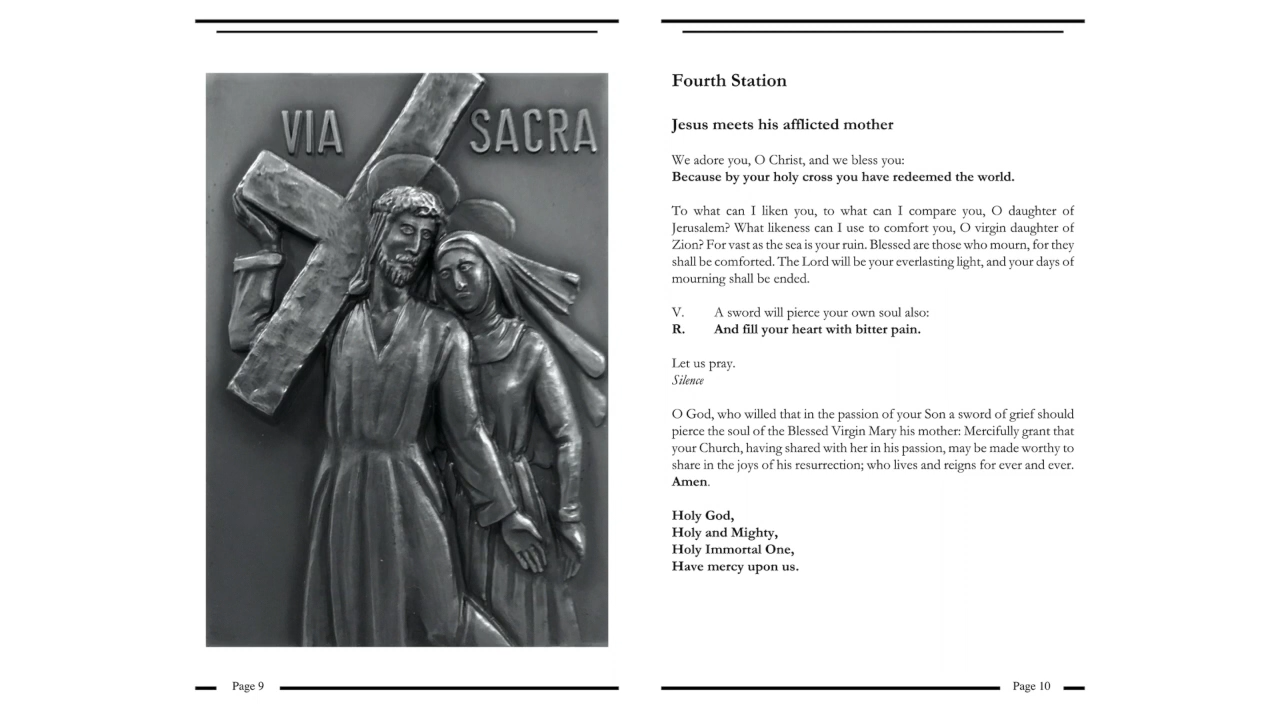 VIA SACRA
Page 9
Fourth Station
Jesus meets his afflicted mother
We adore you, O Christ, and we bless you:
Because by your holy cross you have redeemed the world.
To what can I liken you, to what can I compare you, O daughter of
Jerusalem? What likeness can I use to comfort you, O virgin daughter of
Zion? For vast as the sea is your ruin. Blessed are those who mourn, for they
shall be comforted. The Lord will be your everlasting light, and your days of
mourning shall be ended.
V. A sword will pierce your own soul also:
R. And fill your heart with bitter pain.
Let us pray.
Silence
O God, who willed that in the passion of your Son a sword of grief should
pierce the soul of the Blessed Virgin Mary his mother: Mercifully grant that
your Church, having shared with her in his passion, may be made worthy to
share in the joys of his resurrection; who lives and reigns for ever and ever.
Amen.
Holy God,
Holy and Mighty,
Holy Immortal One,
Have mercy upon us.
Page 10